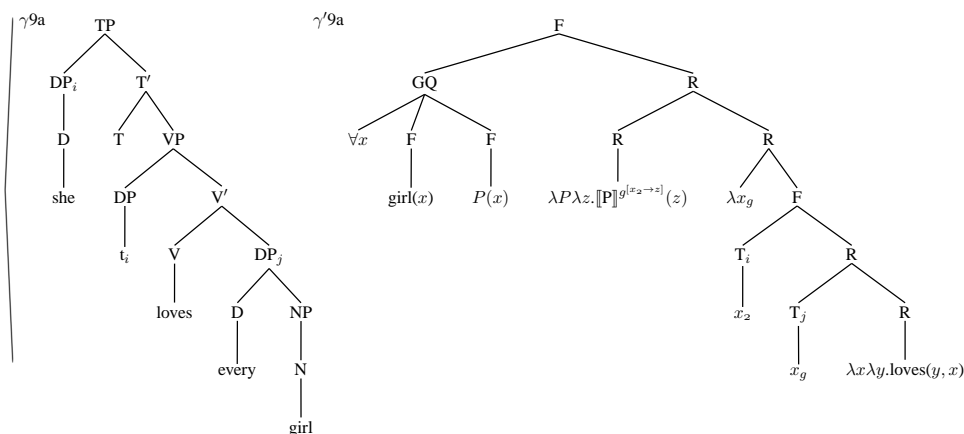 γ9a TP γ′9a F
DP_i T′ GQ R
D T VP ∀x F F R R
she DP V′ girl(x) P(x) λPλz.⟦P⟧^{g^{[x₂→z]}}(z) λx_g F
t_i V DP_j T_i R
loves D NP x₂ T_j R
every N x_g λxλy.loves(y, x)
girl